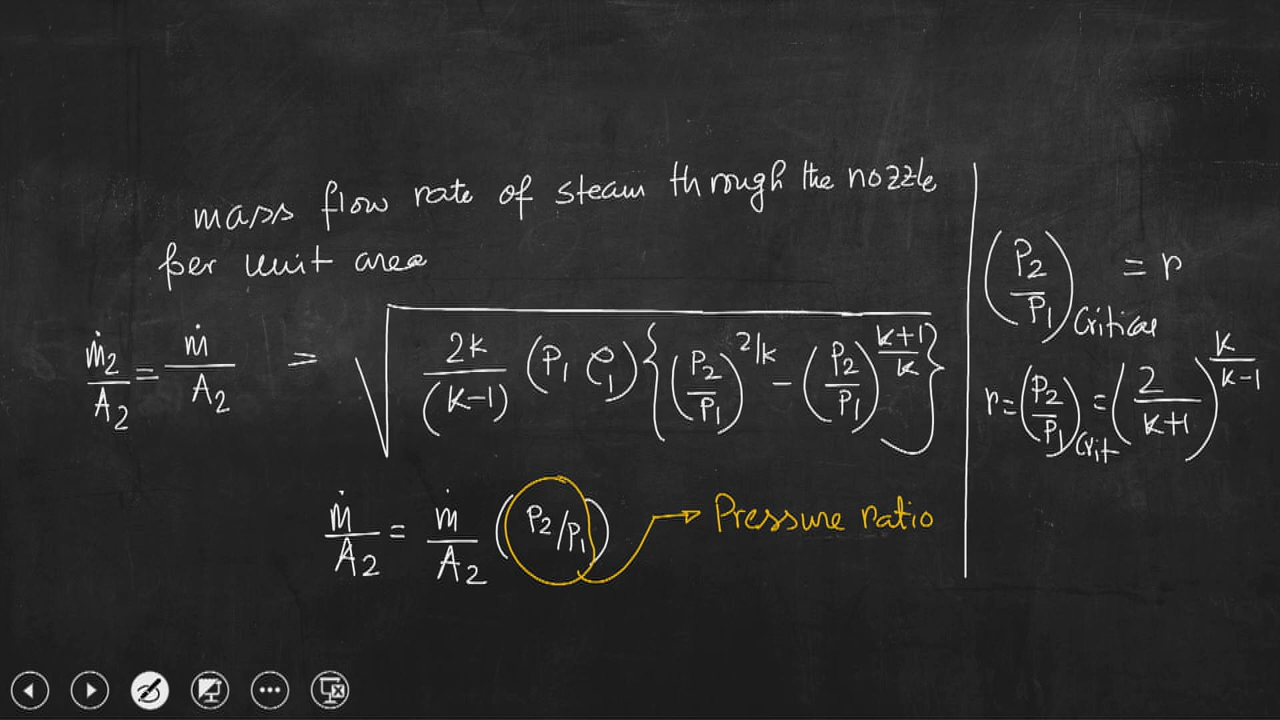 mass flow rate of steam through the nozzle
per unit area
ṁ₂/A₂ = ṁ/A₂ = √( 2k/(k-1) (P₁ ρ₁) { (P₂/P₁)^(2/k) - (P₂/P₁)^((k+1)/k) } )
ṁ/A₂ = ṁ/A₂ (P₂/P₁) → Pressure ratio
(P₂/P₁)critical = r
r = (P₂/P₁)crit = (2/(k+1))^(k/(k-1))